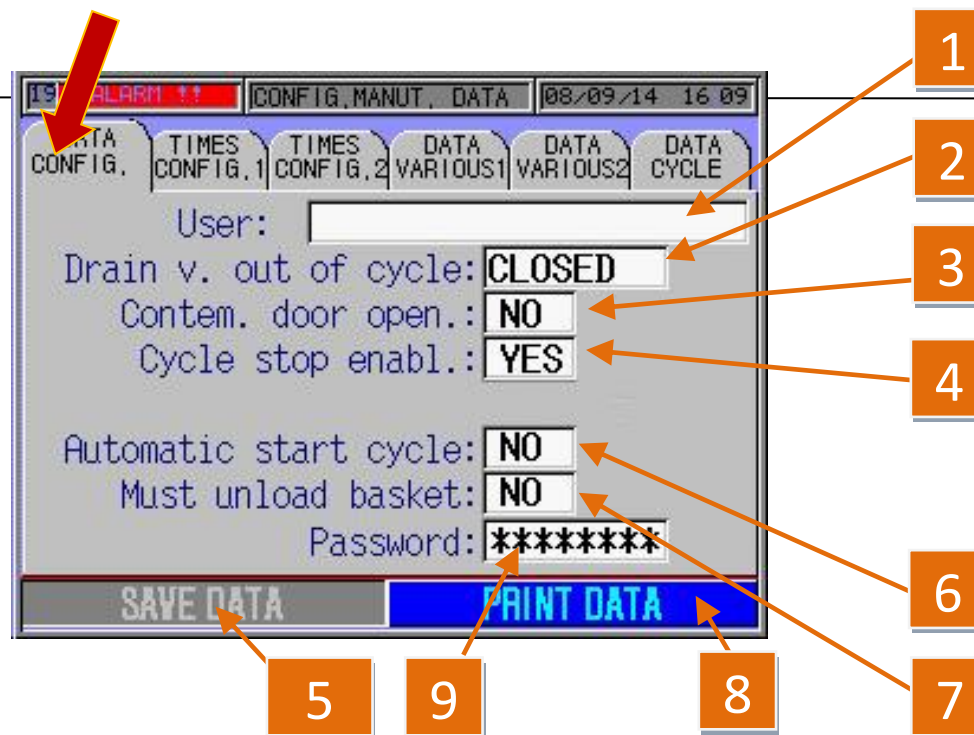 19 ALARM !! CONFIG,MANUT, DATA 08/09/14 16 09
CONFIG, TIMES CONFIG,1 TIMES CONFIG,2 DATA VARIOUS1 DATA VARIOUS2 DATA CYCLE
User:
Drain v. out of cycle: CLOSED
Contem. door open.: NO
Cycle stop enabl.: YES
Automatic start cycle: NO
Must unload basket: NO
Password: ********
SAVE DATA PRINT DATA
1
2
3
4
6
7
5 9 8